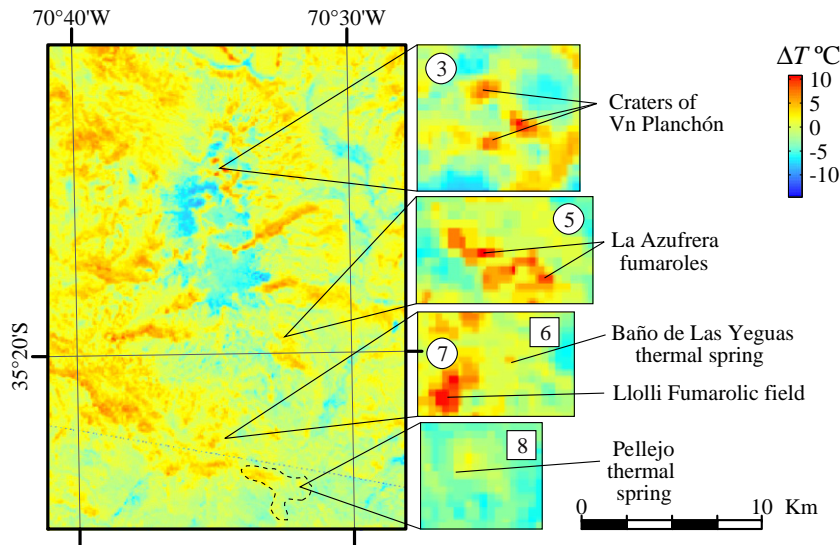 70°40'W
70°30'W
ΔT ºC
3
10
5
0
-5
-10
Craters of
Vn Planchón
5
La Azufrera
fumaroles
35°20'S
6
7
Baño de Las Yeguas
thermal spring
Llolli Fumarolic field
8
Pellejo
thermal
spring
0 10 Km